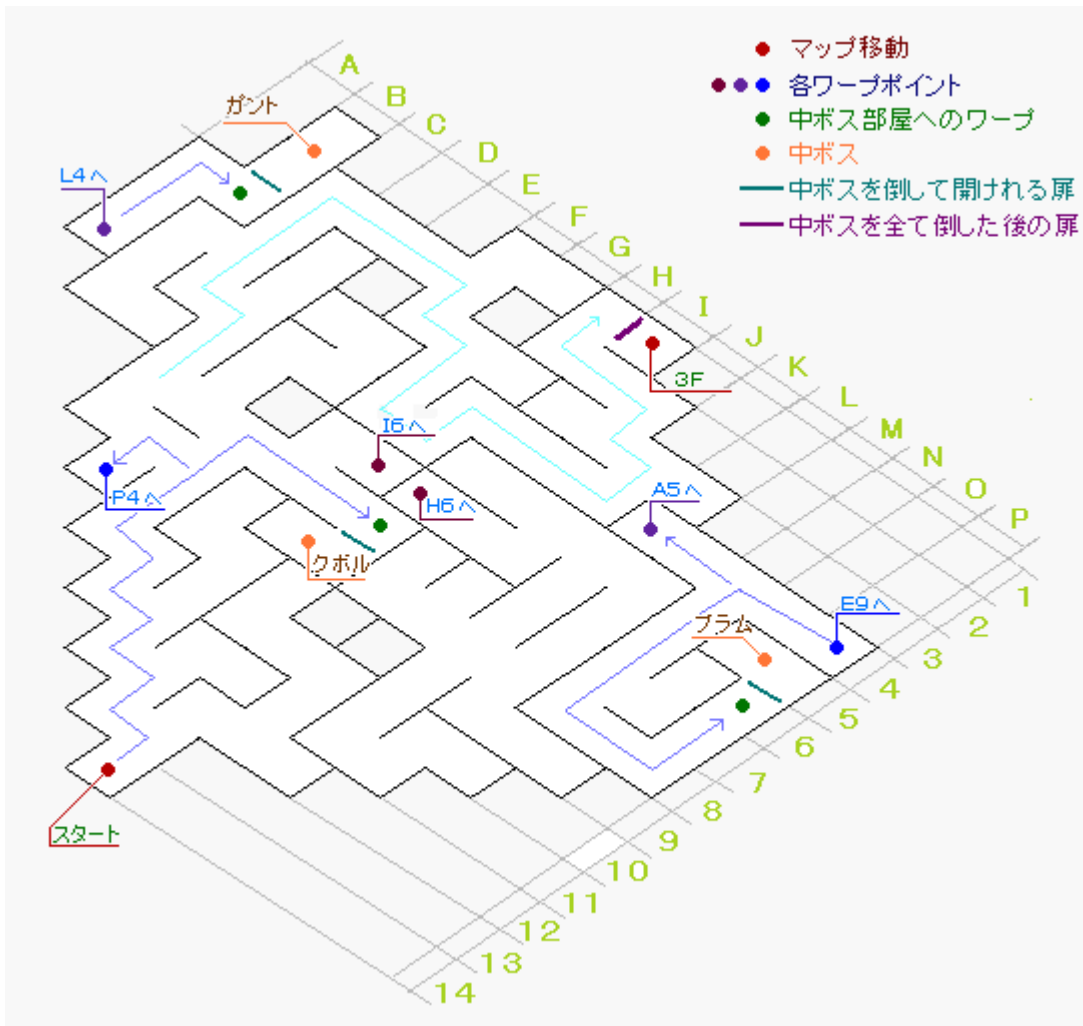 マップ移動
各ワープポイント
中ボス部屋へのワープ
中ボス
中ボスを倒して開けれる扉
中ボスを全て倒した後の扉
A
B
C
D
E
F
G
H
I
J
K
L
M
N
O
P
ガント
L4へ
3F
I6へ
P4へ
H6へ
A5へ
クボル
E9へ
ブラム
スタート
1
2
3
4
5
6
7
8
9
10
11
12
13
14